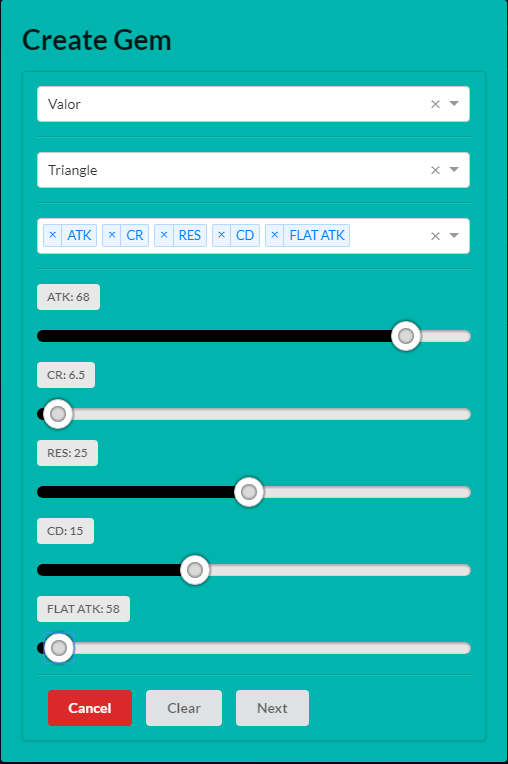 Create Gem
Valor
Triangle
× ATK × CR × RES × CD × FLAT ATK
ATK: 68
CR: 6.5
RES: 25
CD: 15
FLAT ATK: 58
Cancel Clear Next